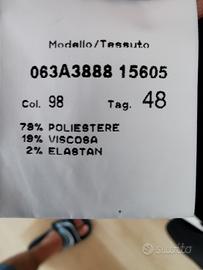 Modello/Tessuto
063A3888 15605
Col. 98 Tag. 48
79% POLIESTERE
19% VISCOSA
2% ELASTAN
subito